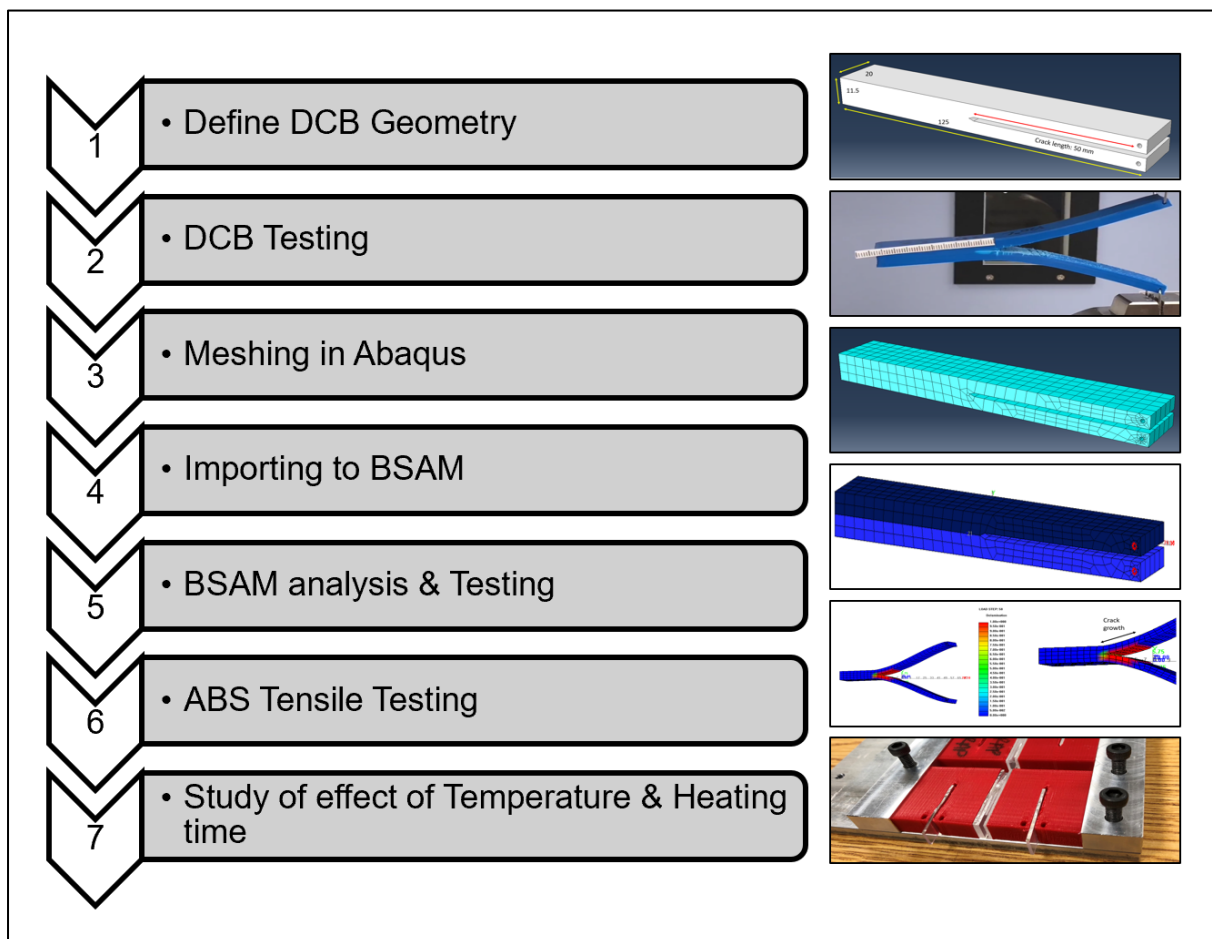 1
• Define DCB Geometry
2
• DCB Testing
3
• Meshing in Abaqus
4
• Importing to BSAM
5
• BSAM analysis & Testing
6
• ABS Tensile Testing
7
• Study of effect of Temperature & Heating
time
20
11.5
125
Crack length: 50 mm
Crack
growth